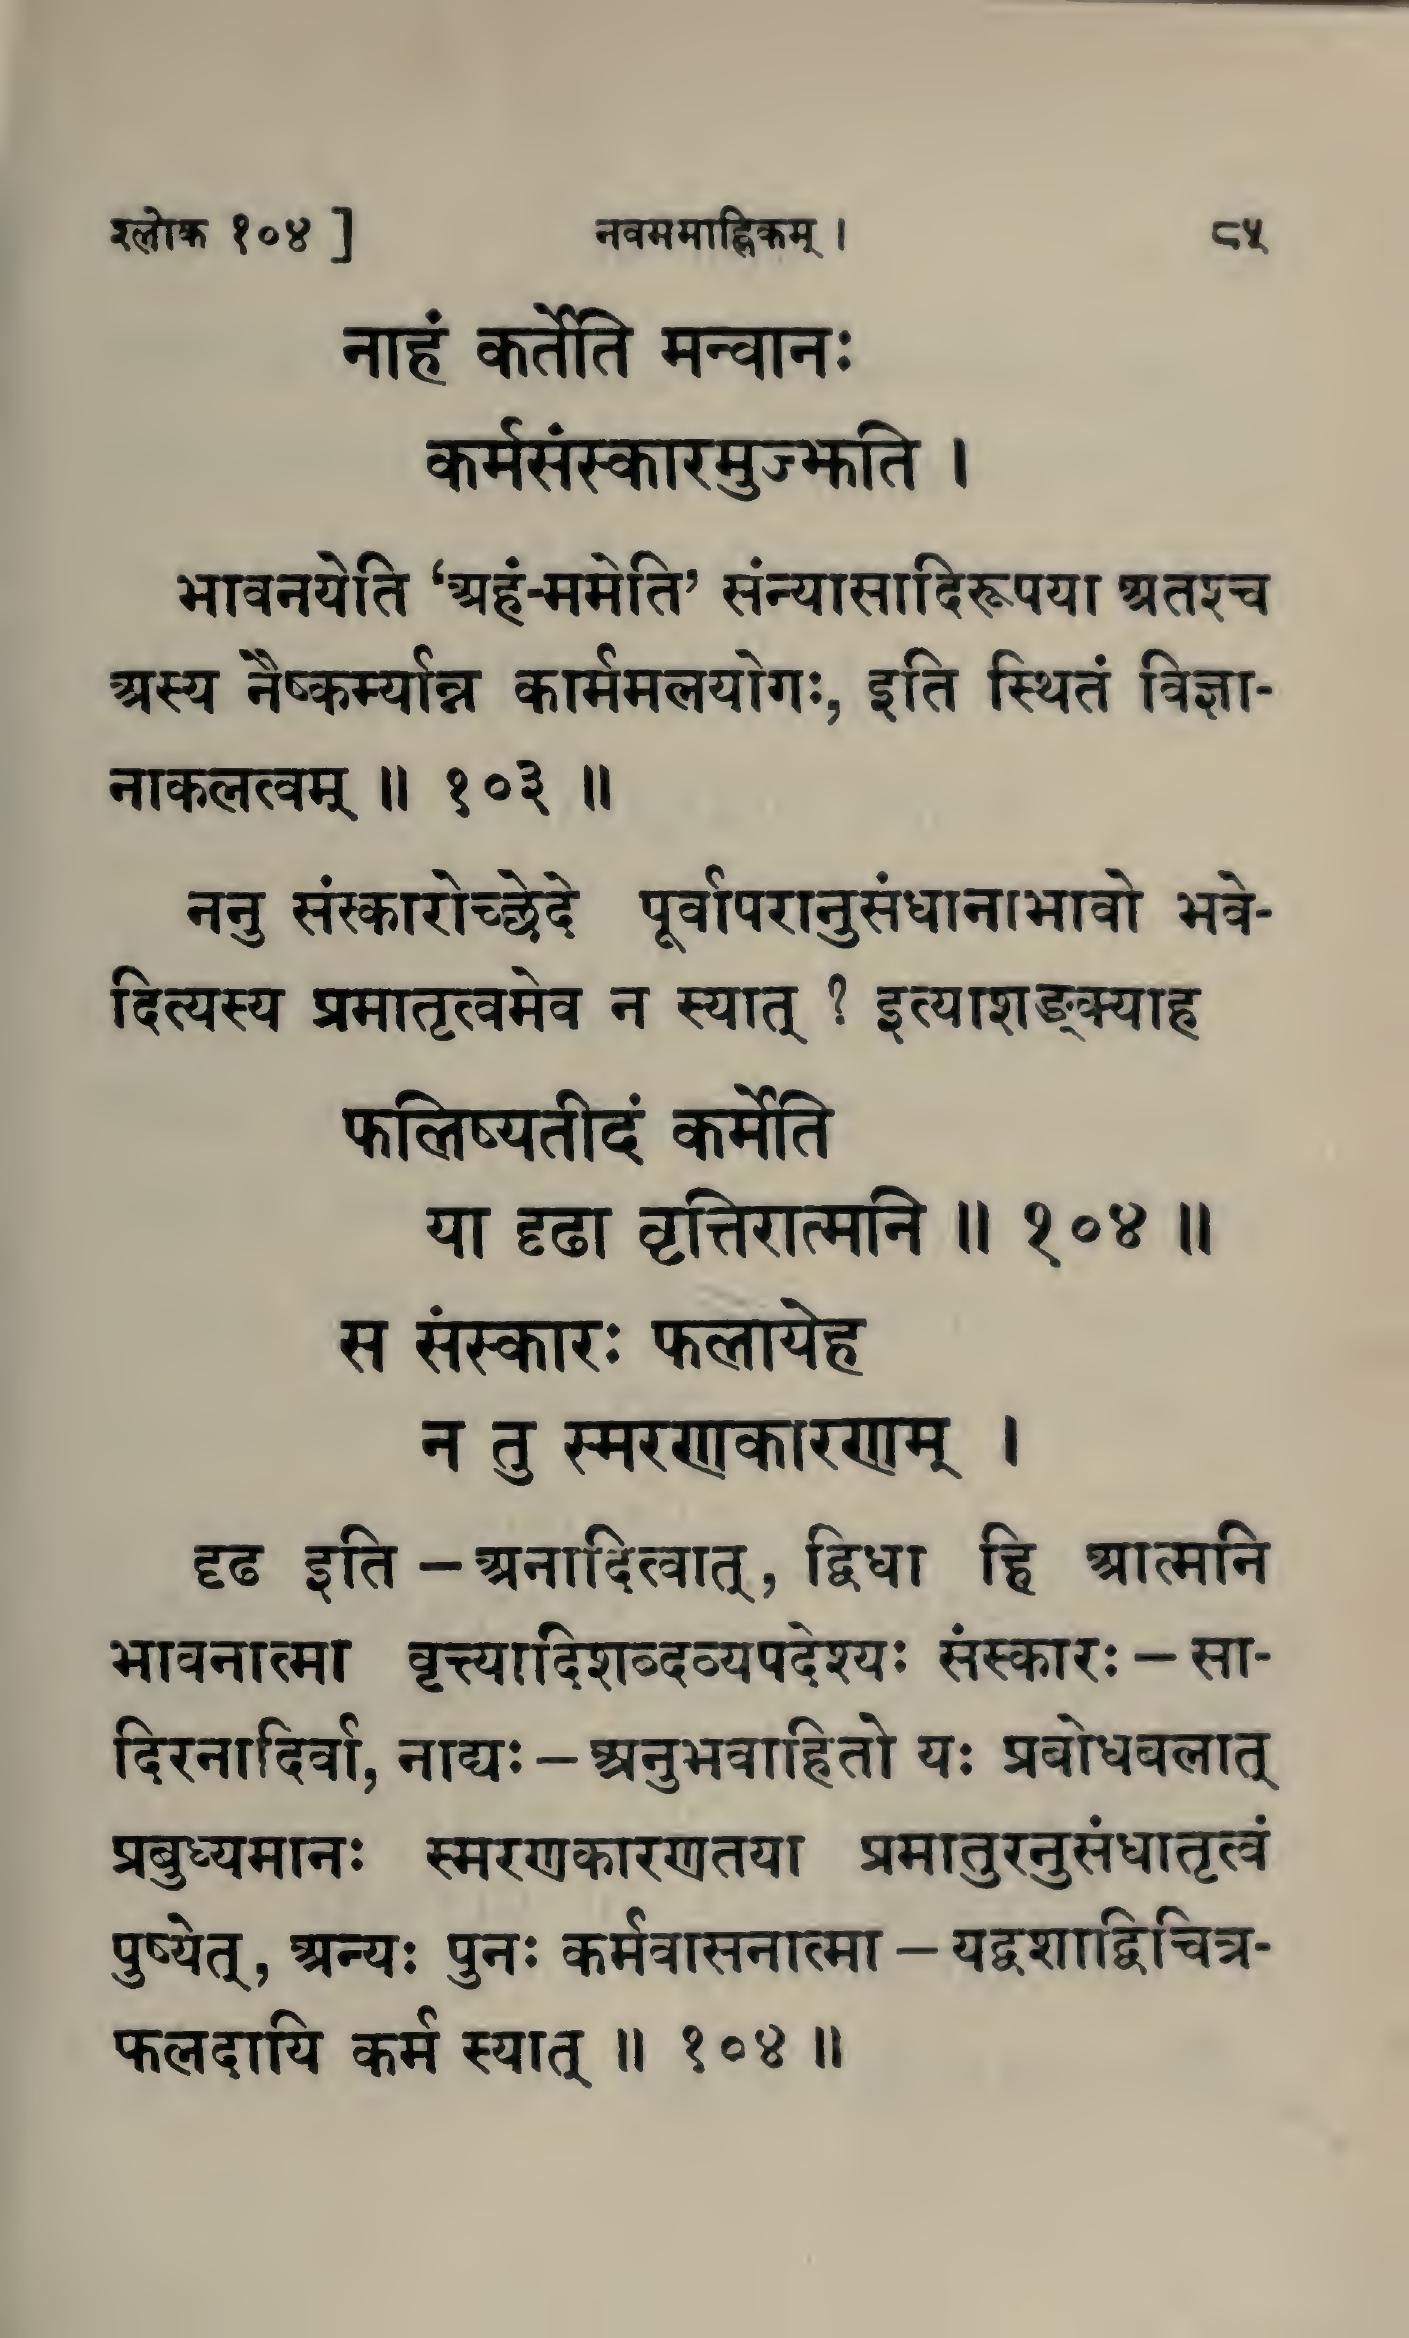 श्लोक १०४ ] नवममाह्निकम् । ८५
नाहं कर्तेति मन्वानः
कर्मसंस्कारमुज्झति ।
भावनयेति ‘अहं-ममेति’ संन्यासादिरूपया अतश्च
अस्य नैष्कर्म्यान्न कार्ममलयोगः, इति स्थितं विज्ञा-
नाकलत्वम् ॥ १०३ ॥
ननु संस्कारोच्छेदे पूर्वापरानुसंधानाभावो भवे-
दित्यस्य प्रमातृत्वमेव न स्यात् ? इत्याशङ्क्याह
फलिष्यतीदं कर्मेति
या दृढा वृत्तिरात्मनि ॥ १०४ ॥
स संस्कारः फलायेह
न तु स्मरणकारणम् ।
दृढ इति – अनादित्वात्, द्विधा हि आत्मनि
भावनात्मा वृत्त्यादिशब्दव्यपदेश्यः संस्कारः – सा-
दिरनादिर्वा, नाद्यः – अनुभवाहितो यः प्रबोधबलात्
प्रबुध्यमानः स्मरणकारणतया प्रमातुरनुसंधातृत्वं
पुष्येत्, अन्यः पुनः कर्मवासनात्मा – यद्वशाद्विचित्र-
फलदायि कर्म स्यात् ॥ १०४ ॥